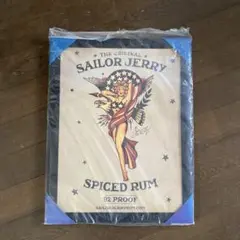 THE ORIGINAL
SAILOR JERRY
SPICED RUM
92 PROOF